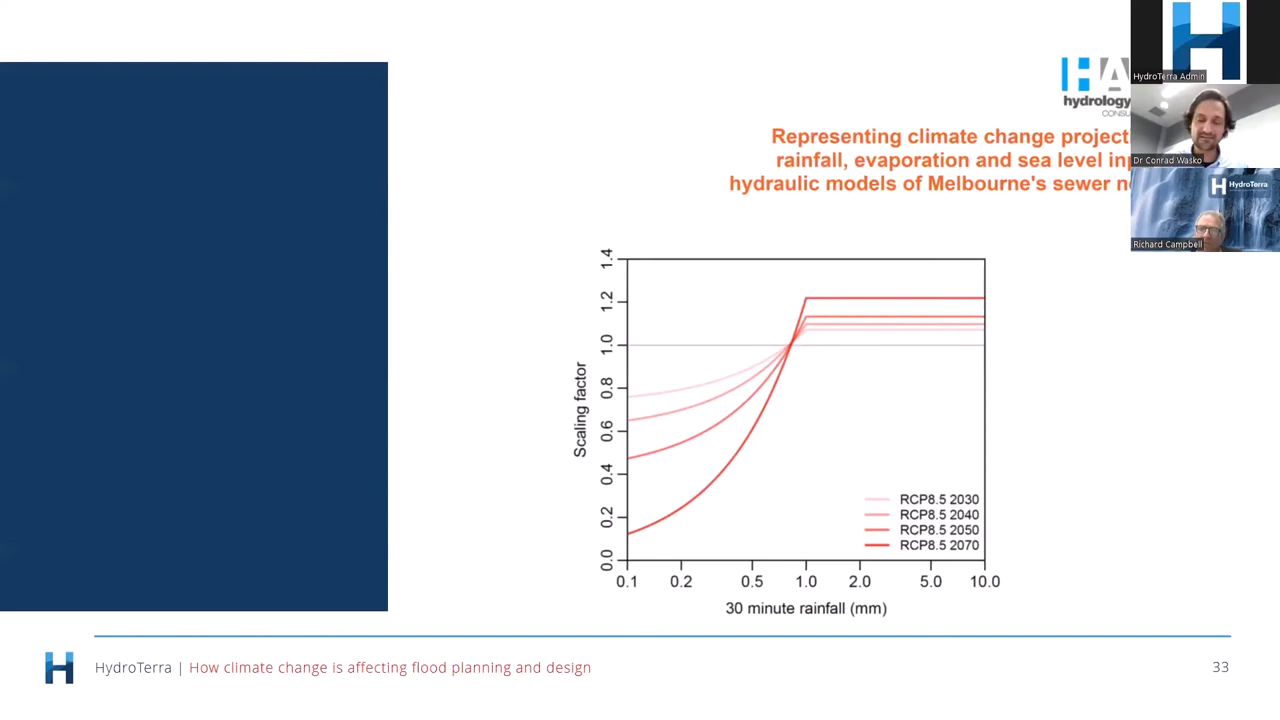 HydroTerra Admin
Dr Conrad Wasko
HydroTerra
Richard Campbell
HA
hydrology
CONSU
Representing climate change project
rainfall, evaporation and sea level in
hydraulic models of Melbourne's sewer n
Scaling factor
1.4
1.2
1.0
0.8
0.6
0.4
0.2
0.0
RCP8.5 2030
RCP8.5 2040
RCP8.5 2050
RCP8.5 2070
0.1 0.2 0.5 1.0 2.0 5.0 10.0
30 minute rainfall (mm)
HydroTerra | How climate change is affecting flood planning and design
33